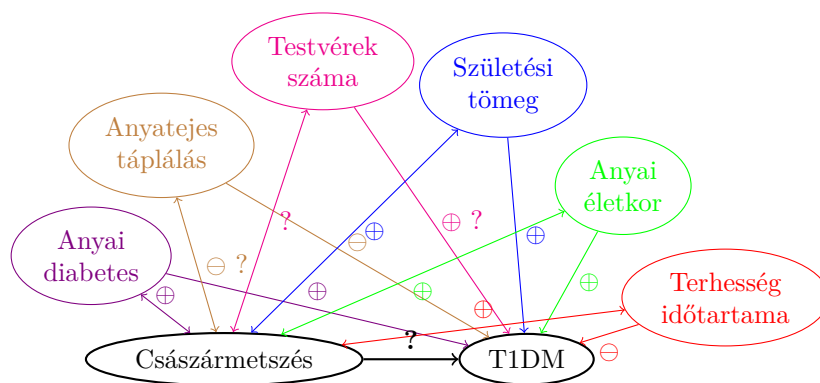 Testvérek
száma
Születési
tömeg
Anyatejes
táplálás
Anyai
életkor
Anyai
diabetes
Terhesség
időtartama
?
⊕ ?
⊕
⊖
⊕
⊖ ?
⊕
⊕
⊕
⊕
⊕
?
⊖
Császármetszés
T1DM